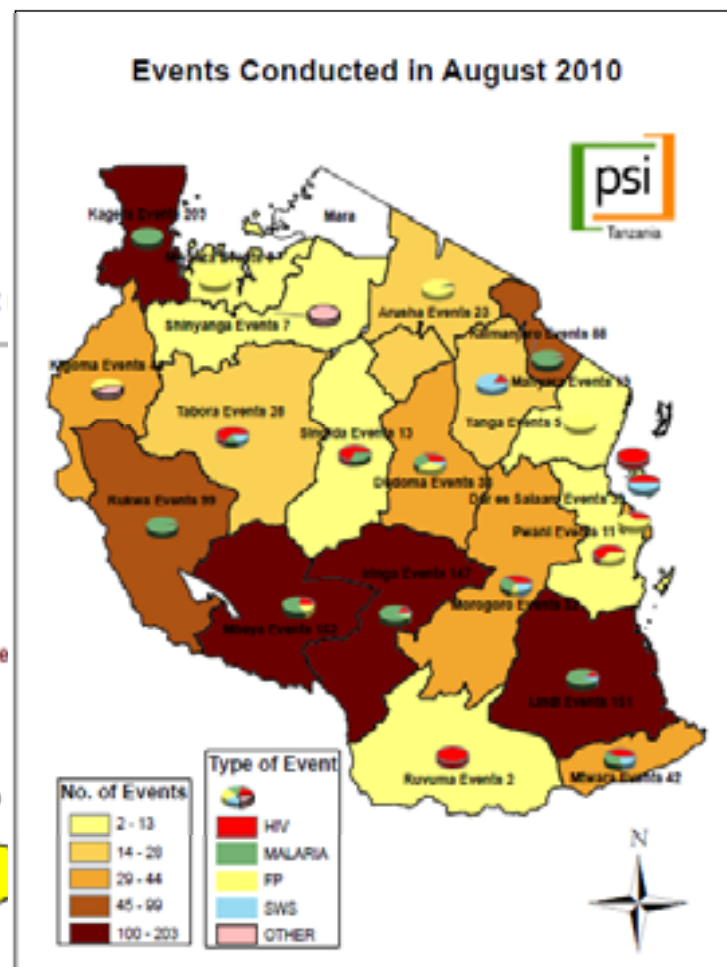 Events Conducted in August 2010
psi
Tanzania
Mara
Kagera Events 203
Shinyanga Events 7
Arusha Events 23
Kilimanjaro Events 68
Kigoma Events
Manyara Events 19
Tabora Events 28
Singida Events 13
Tanga Events 5
Dodoma Events
Dar es Salaam Events
Rukwa Events 99
Pwani Events 11
Iringa Events 147
Mbeya Events
Morogoro Events
Lindi Events 151
Ruvuma Events 2
Mtwara Events 42
No. of Events
2 - 13
14 - 28
29 - 44
45 - 99
100 - 203
Type of Event
HIV
MALARIA
FP
SWS
OTHER
N